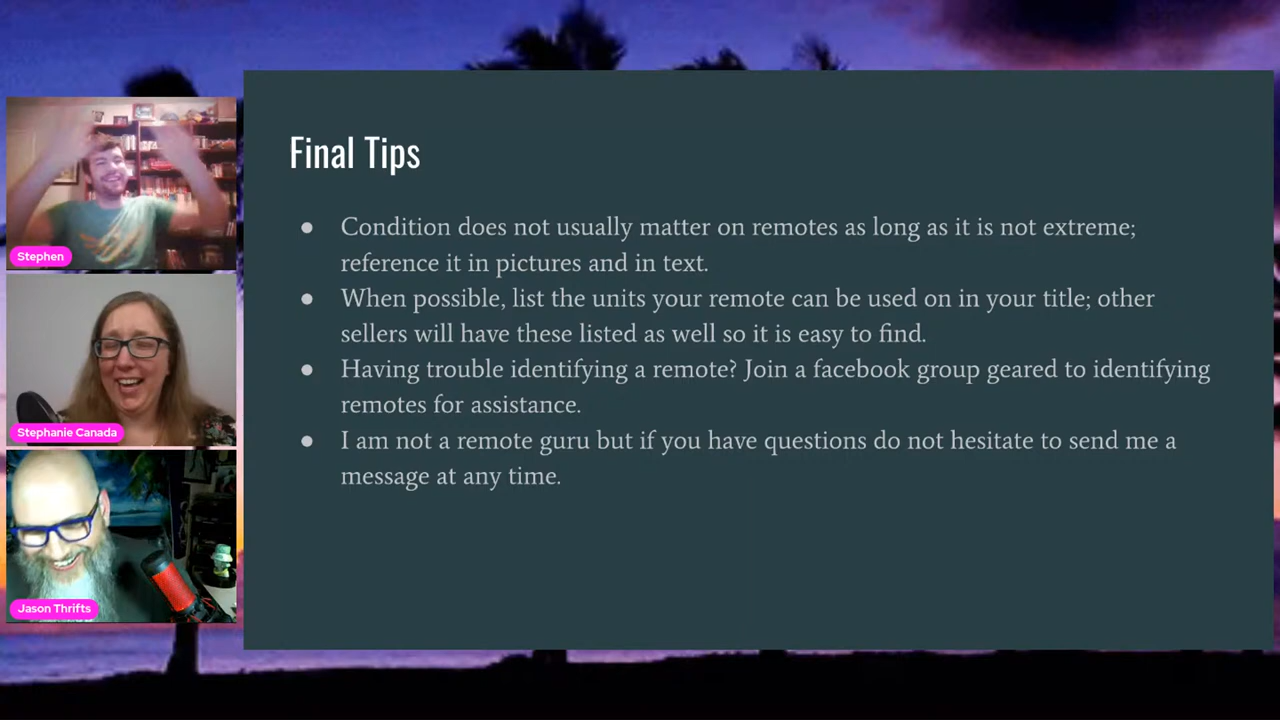 Final Tips
● Condition does not usually matter on remotes as long as it is not extreme;
reference it in pictures and in text.
● When possible, list the units your remote can be used on in your title; other
sellers will have these listed as well so it is easy to find.
● Having trouble identifying a remote? Join a facebook group geared to identifying
remotes for assistance.
● I am not a remote guru but if you have questions do not hesitate to send me a
message at any time.
Stephen
Stephanie Canada
Jason Thrifts